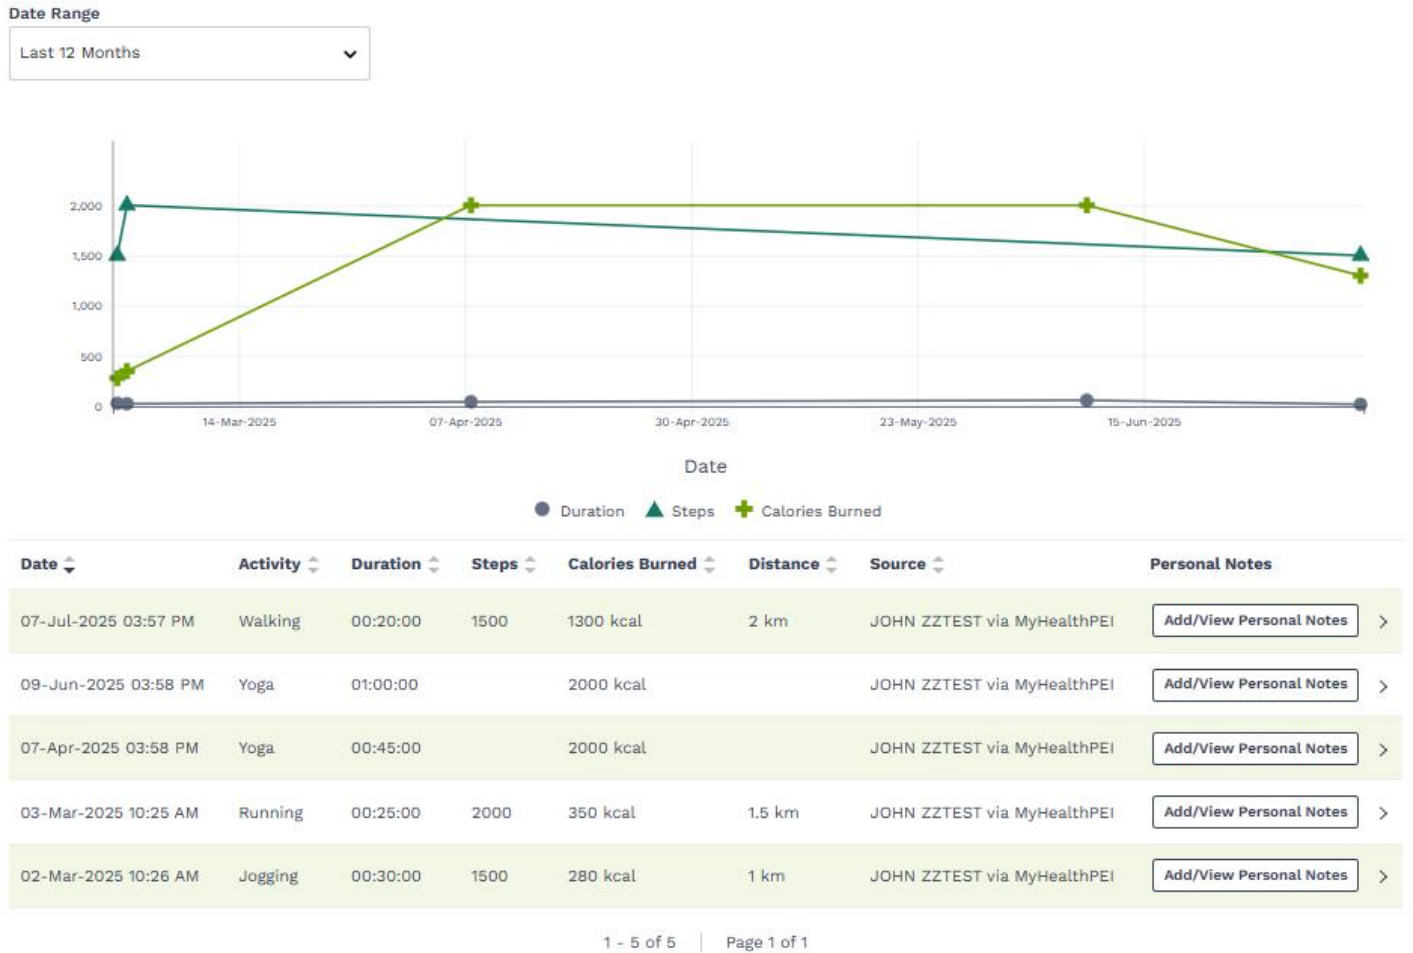 Date Range
Last 12 Months
2,000
1,500
1,000
500
0
14-Mar-2025 07-Apr-2025 30-Apr-2025 23-May-2025 15-Jun-2025
Date
Duration Steps Calories Burned
Date Activity Duration Steps Calories Burned Distance Source Personal Notes
07-Jul-2025 03:57 PM Walking 00:20:00 1500 1300 kcal 2 km JOHN ZZTEST via MyHealthPEI Add/View Personal Notes
09-Jun-2025 03:58 PM Yoga 01:00:00 2000 kcal JOHN ZZTEST via MyHealthPEI Add/View Personal Notes
07-Apr-2025 03:58 PM Yoga 00:45:00 2000 kcal JOHN ZZTEST via MyHealthPEI Add/View Personal Notes
03-Mar-2025 10:25 AM Running 00:25:00 2000 350 kcal 1.5 km JOHN ZZTEST via MyHealthPEI Add/View Personal Notes
02-Mar-2025 10:26 AM Jogging 00:30:00 1500 280 kcal 1 km JOHN ZZTEST via MyHealthPEI Add/View Personal Notes
1 - 5 of 5 Page 1 of 1